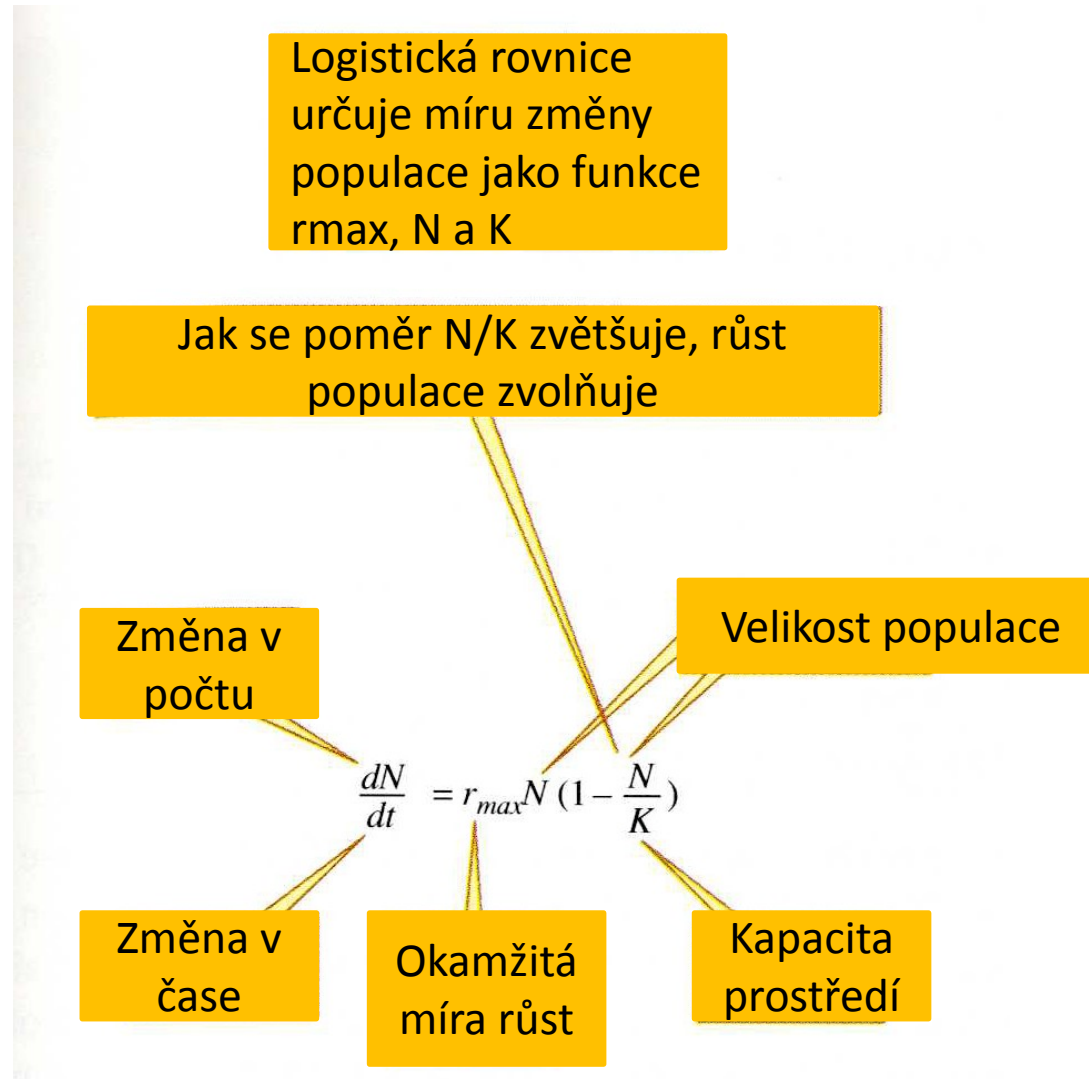 Logistická rovnice
určuje míru změny
populace jako funkce
rmax, N a K
Jak se poměr N/K zvětšuje, růst
populace zvolňuje
Změna v
počtu
Velikost populace
dN/dt = r_max N (1 − N/K)
Změna v
čase
Okamžitá
míra růst
Kapacita
prostředí